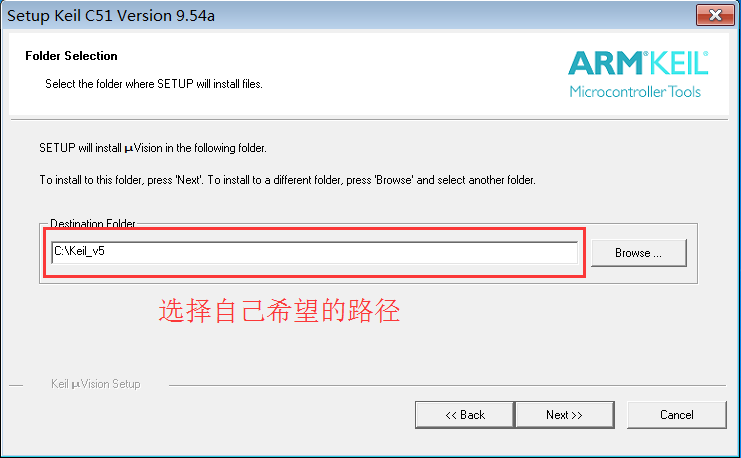 Setup Keil C51 Version 9.54a
Folder Selection
Select the folder where SETUP will install files.
ARM®KEIL®
Microcontroller Tools
SETUP will install µVision in the following folder.
To install to this folder, press 'Next'. To install to a different folder, press 'Browse' and select another folder.
Destination Folder
C:\Keil_v5
Browse ...
选择自己希望的路径
Keil µVision Setup
<< Back
Next >>
Cancel